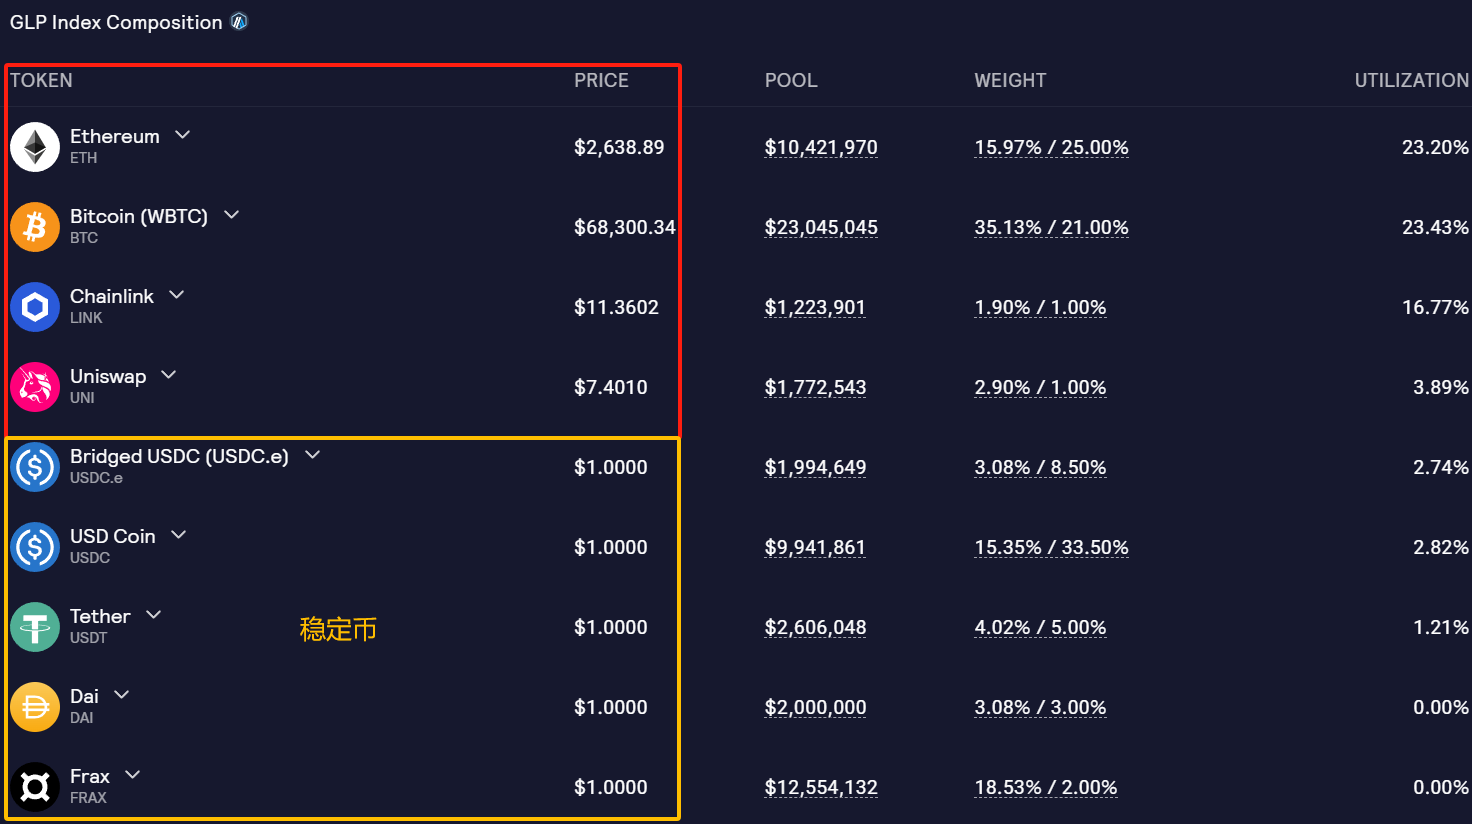 GLP Index Composition
TOKEN PRICE POOL WEIGHT UTILIZATION
Ethereum
ETH
$2,638.89 $10,421,970 15.97% / 25.00% 23.20%
Bitcoin (WBTC)
BTC
$68,300.34 $23,045,045 35.13% / 21.00% 23.43%
Chainlink
LINK
$11.3602 $1,223,901 1.90% / 1.00% 16.77%
Uniswap
UNI
$7.4010 $1,772,543 2.90% / 1.00% 3.89%
Bridged USDC (USDC.e)
USDC.e
$1.0000 $1,994,649 3.08% / 8.50% 2.74%
USD Coin
USDC
$1.0000 $9,941,861 15.35% / 33.50% 2.82%
Tether
USDT
稳定币
$1.0000 $2,606,048 4.02% / 5.00% 1.21%
Dai
DAI
$1.0000 $2,000,000 3.08% / 3.00% 0.00%
Frax
FRAX
$1.0000 $12,554,132 18.53% / 2.00% 0.00%